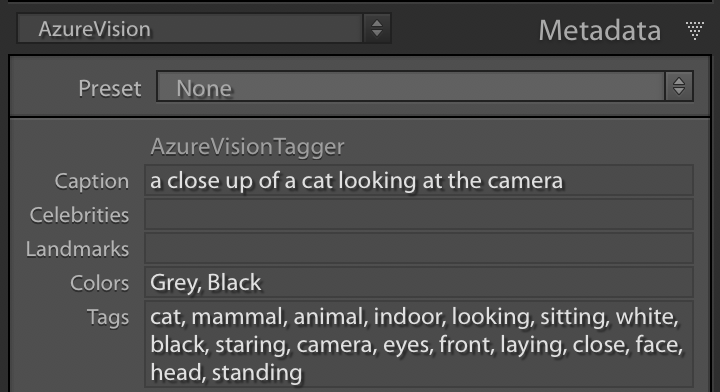 AzureVision Metadata
Preset None
AzureVisionTagger
Caption a close up of a cat looking at the camera
Celebrities
Landmarks
Colors Grey, Black
Tags cat, mammal, animal, indoor, looking, sitting, white,
black, staring, camera, eyes, front, laying, close, face,
head, standing